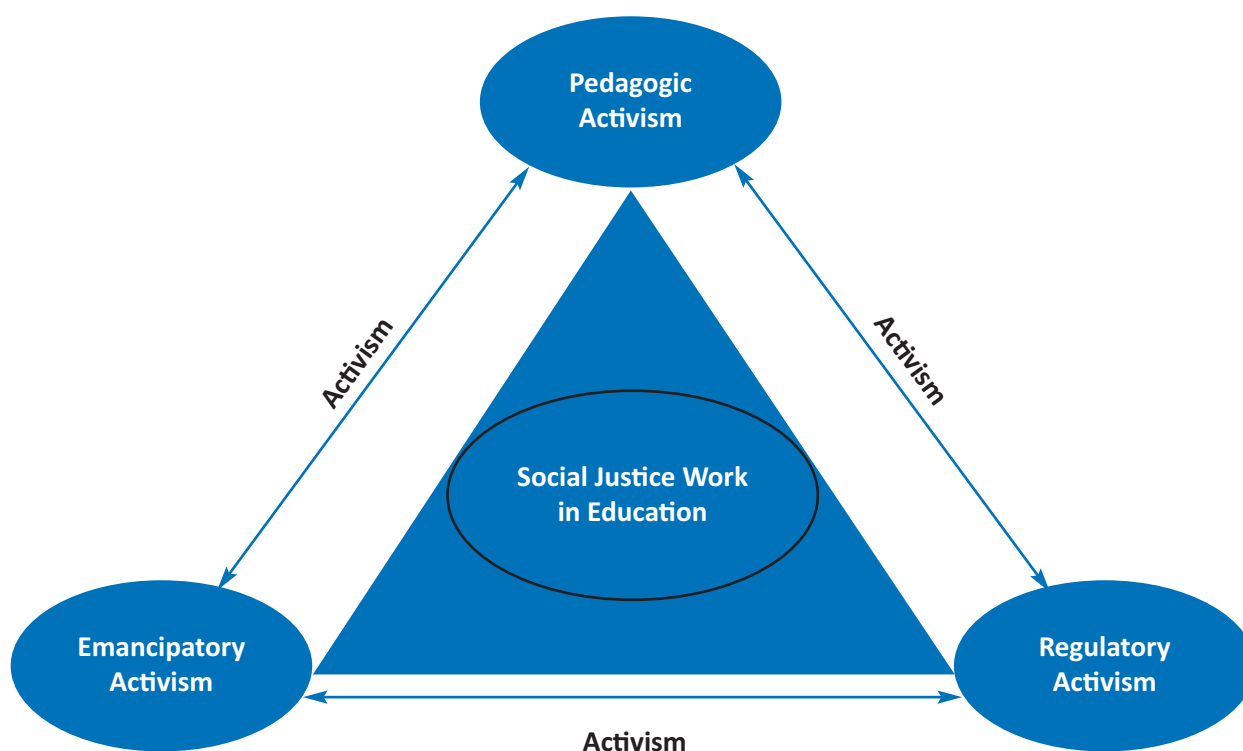 Pedagogic
Activism
Activism
Activism
Social Justice Work
in Education
Emancipatory
Activism
Regulatory
Activism
Activism